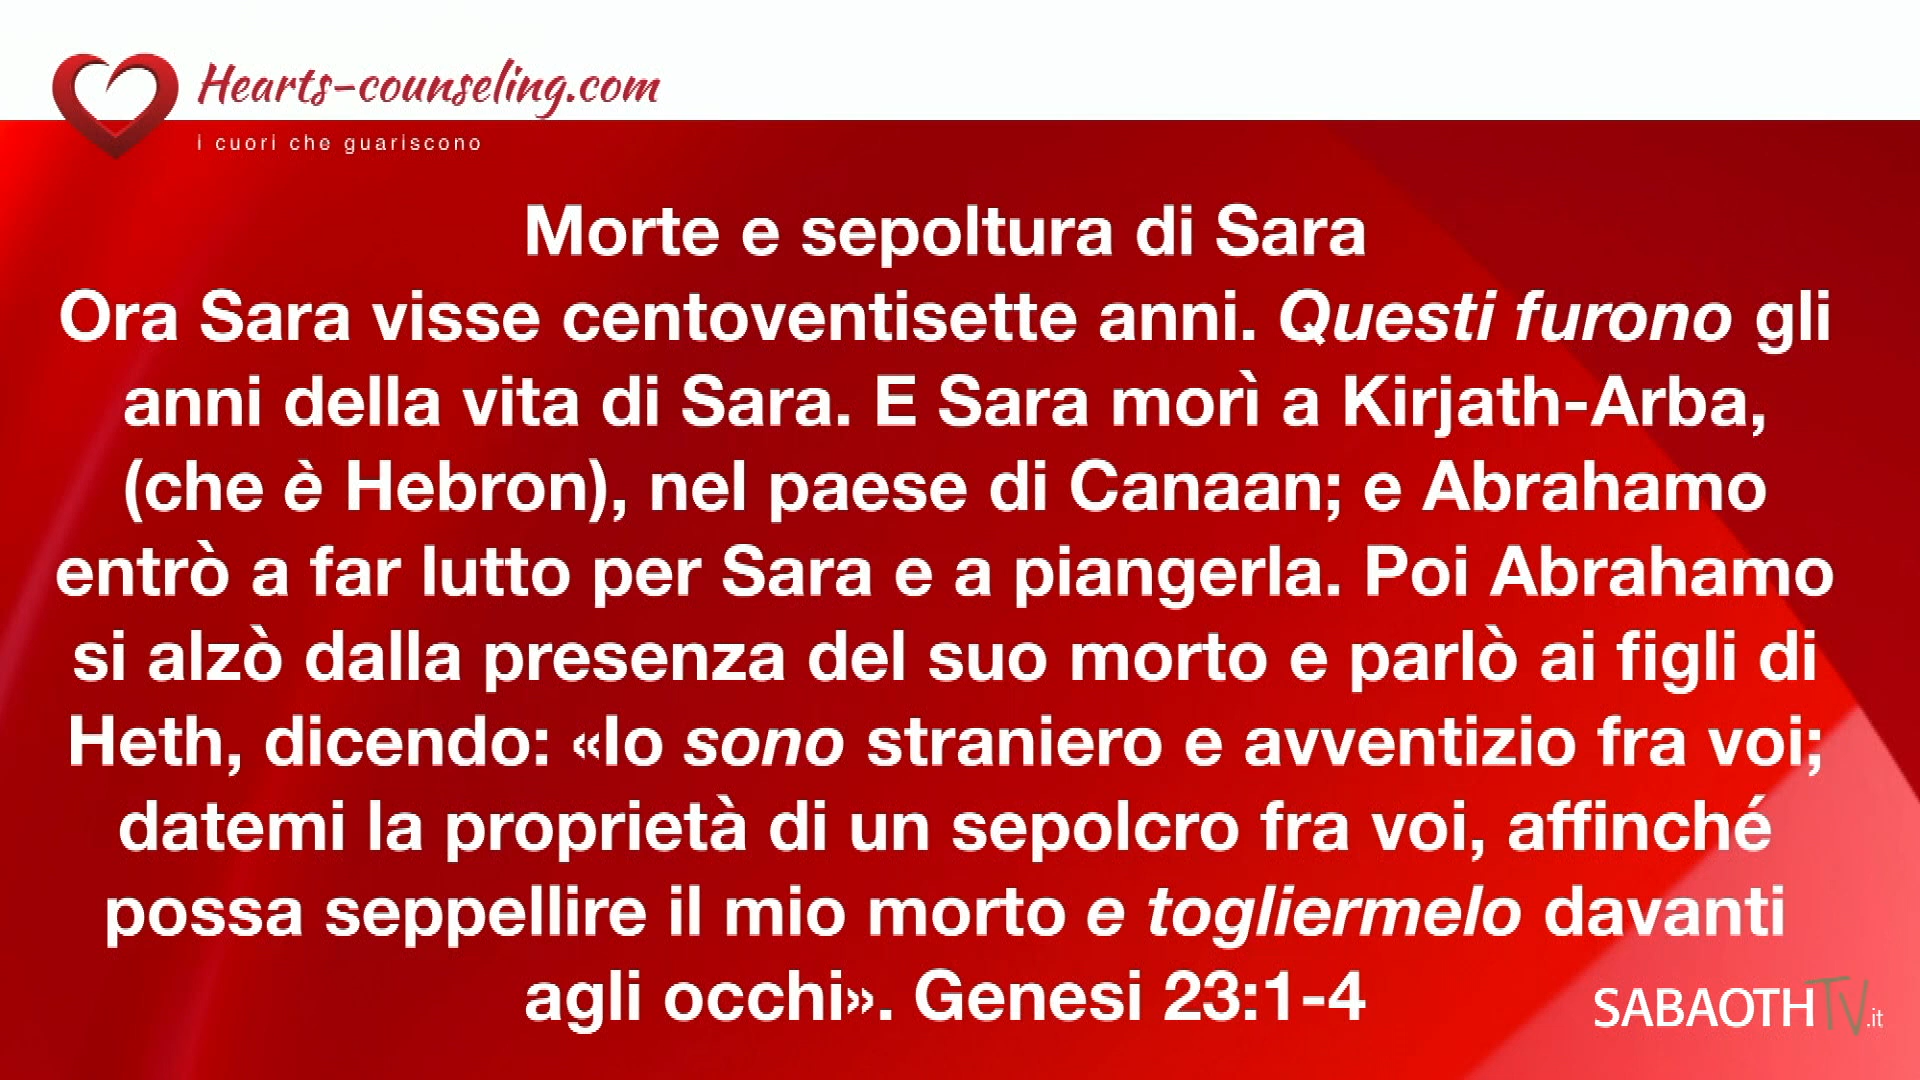 Hearts-counseling.com
i cuori che guariscono
Morte e sepoltura di Sara
Ora Sara visse centoventisette anni. Questi furono gli
anni della vita di Sara. E Sara morì a Kirjath-Arba,
(che è Hebron), nel paese di Canaan; e Abrahamo
entrò a far lutto per Sara e a piangerla. Poi Abrahamo
si alzò dalla presenza del suo morto e parlò ai figli di
Heth, dicendo: «Io sono straniero e avventizio fra voi;
datemi la proprietà di un sepolcro fra voi, affinché
possa seppellire il mio morto e togliermelo davanti
agli occhi». Genesi 23:1-4
SABAOTHTV.it